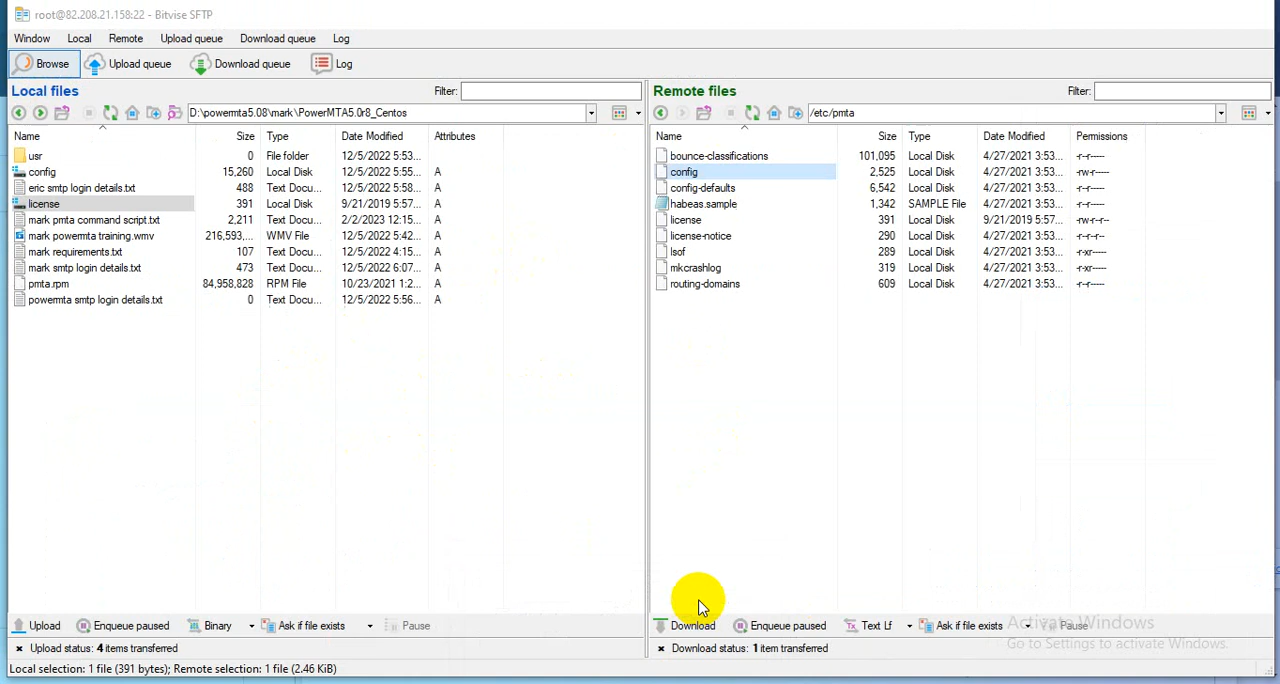 root@82.208.21.158:22 - Bitvise SFTP
Window Local Remote Upload queue Download queue Log
Browse Upload queue Download queue Log
Local files Filter:
D:\powermta5.08\mark\PowerMTA5.0r8_Centos
Name Size Type Date Modified Attributes
usr 0 File folder 12/5/2022 5:53...
config 15,260 Local Disk 12/5/2022 5:55... A
eric smtp login details.txt 488 Text Docu... 12/5/2022 5:58... A
license 391 Local Disk 9/21/2019 5:57... A
mark pmta command script.txt 2,211 Text Docu... 2/2/2023 12:15... A
mark powermta training.wmv 216,593,... WMV File 12/5/2022 5:42... A
mark requirements.txt 107 Text Docu... 12/5/2022 4:15... A
mark smtp login details.txt 473 Text Docu... 12/5/2022 6:07... A
pmta.rpm 84,958,828 RPM File 10/23/2021 1:2... A
powermta smtp login details.txt 0 Text Docu... 12/5/2022 5:56... A
Upload Enqueue paused Binary Ask if file exists Pause
Upload status: 4 items transferred
Remote files Filter:
/etc/pmta
Name Size Type Date Modified Permissions
bounce-classifications 101,095 Local Disk 4/27/2021 3:53... -r--r-----
config 2,525 Local Disk 4/27/2021 3:53... -rw-r-----
config-defaults 6,542 Local Disk 4/27/2021 3:53... -r--r-----
habeas.sample 1,342 SAMPLE File 4/27/2021 3:53... -r--r-----
license 391 Local Disk 9/21/2019 5:57... -rw-r--r--
license-notice 290 Local Disk 4/27/2021 3:53... -r--r--r--
lsof 289 Local Disk 4/27/2021 3:53... -r-xr-----
mkcrashlog 319 Local Disk 4/27/2021 3:53... -r-xr-----
routing-domains 609 Local Disk 4/27/2021 3:53... -r--r-----
Download Enqueue paused Text Lf Ask if file exists Pause
Download status: 1 item transferred
Activate Windows
Go to Settings to activate Windows.
Local selection: 1 file (391 bytes); Remote selection: 1 file (2.46 KiB)